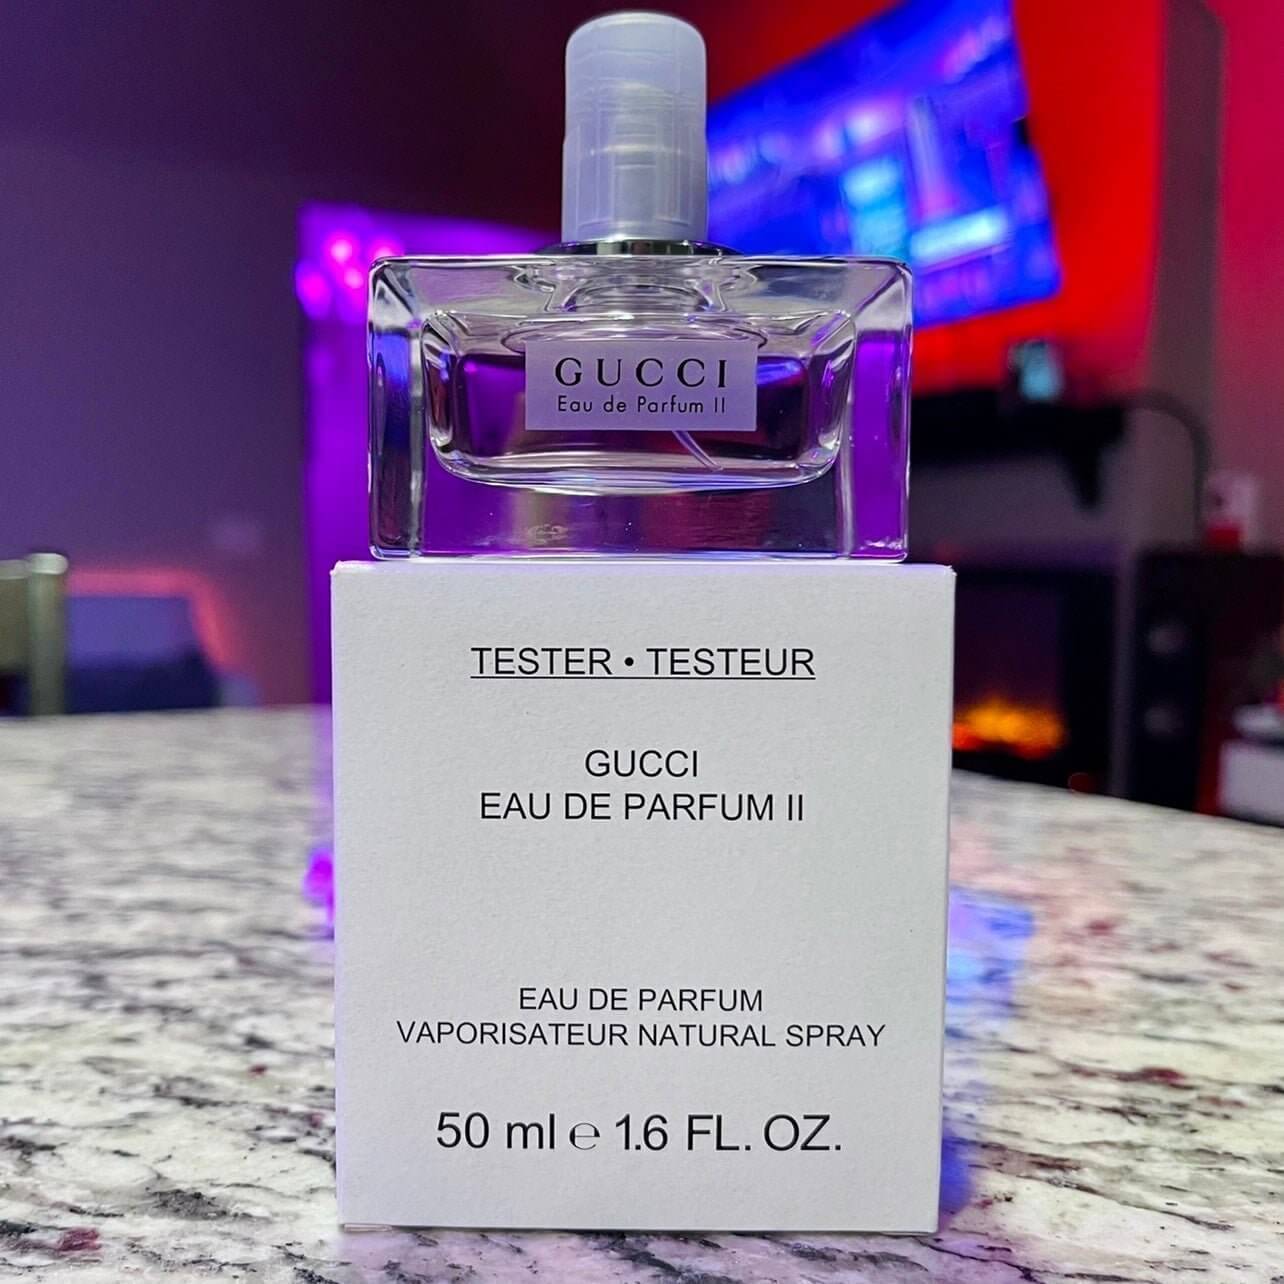 GUCCI
Eau de Parfum II
TESTER • TESTEUR
GUCCI
EAU DE PARFUM II
EAU DE PARFUM
VAPORISATEUR NATURAL SPRAY
50 ml ℮ 1.6 FL. OZ.